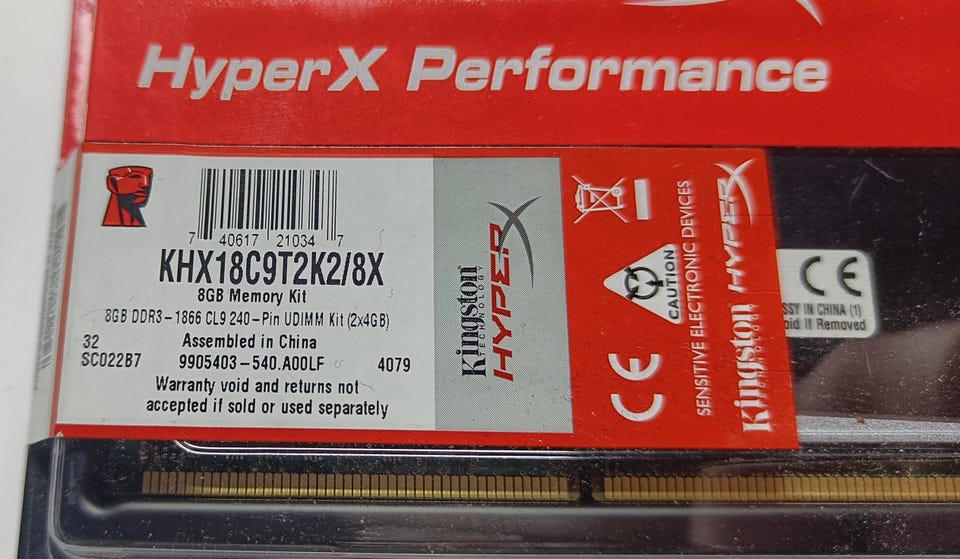 HyperX Performance
7 40617 21034 7
KHX18C9T2K2/8X
8GB Memory Kit
8GB DDR3-1866 CL9 240-Pin UDIMM Kit (2x4GB)
32 Assembled in China
SC022B7 9905403-540.A00LF 4079
Warranty void and returns not
accepted if sold or used separately
Kingston
TECHNOLOGY
HYPERX
CAUTION
CE
SENSITIVE ELECTRONIC DEVICES
Kingston HYPERX
TECHNOLOGY
CE
SSY IN CHINA (1)
oid If Removed